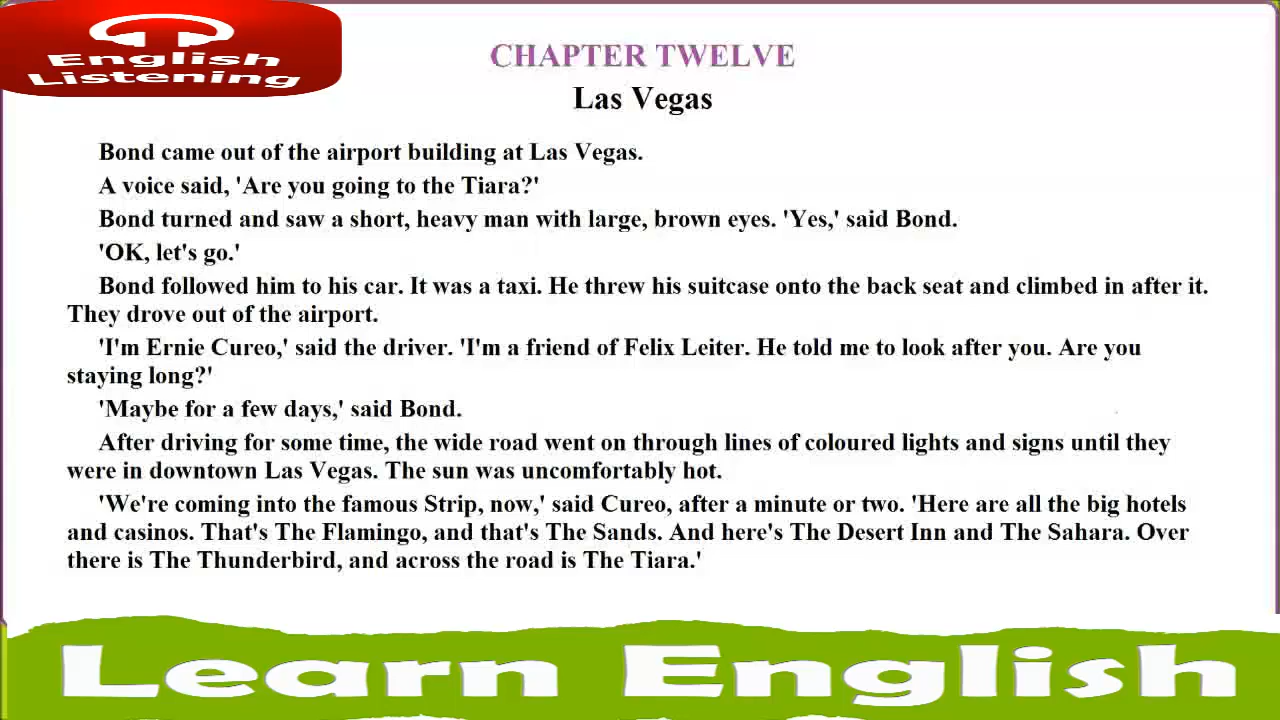 English
Listening
CHAPTER TWELVE
Las Vegas
Bond came out of the airport building at Las Vegas.
A voice said, 'Are you going to the Tiara?'
Bond turned and saw a short, heavy man with large, brown eyes. 'Yes,' said Bond.
'OK, let's go.'
Bond followed him to his car. It was a taxi. He threw his suitcase onto the back seat and climbed in after it.
They drove out of the airport.
'I'm Ernie Cureo,' said the driver. 'I'm a friend of Felix Leiter. He told me to look after you. Are you
staying long?'
'Maybe for a few days,' said Bond.
After driving for some time, the wide road went on through lines of coloured lights and signs until they
were in downtown Las Vegas. The sun was uncomfortably hot.
'We're coming into the famous Strip, now,' said Cureo, after a minute or two. 'Here are all the big hotels
and casinos. That's The Flamingo, and that's The Sands. And here's The Desert Inn and The Sahara. Over
there is The Thunderbird, and across the road is The Tiara.'
Learn English